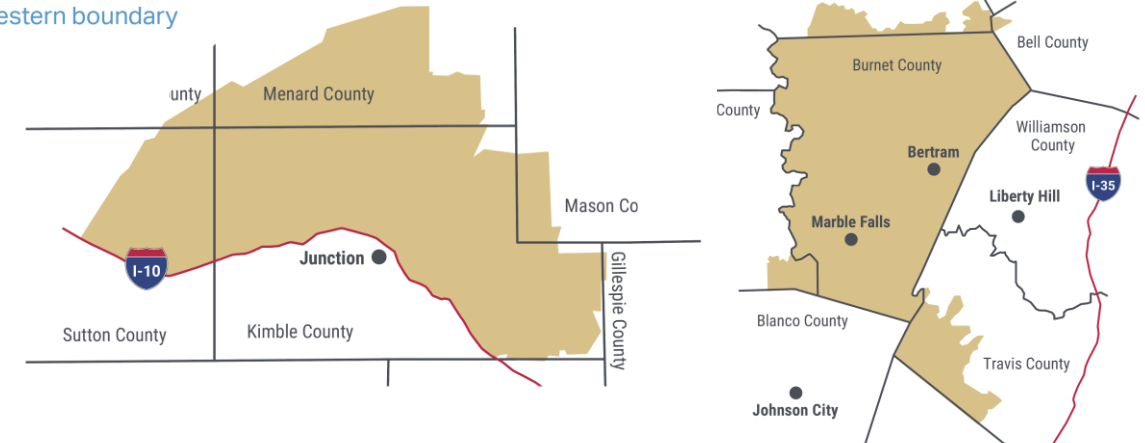 estern boundary
unty
Menard County
Mason Co
I-10
Junction
Gillespie County
Sutton County
Kimble County
Bell County
Burnet County
County
Williamson
County
Bertram
I-35
Liberty Hill
Marble Falls
Blanco County
Travis County
Johnson City